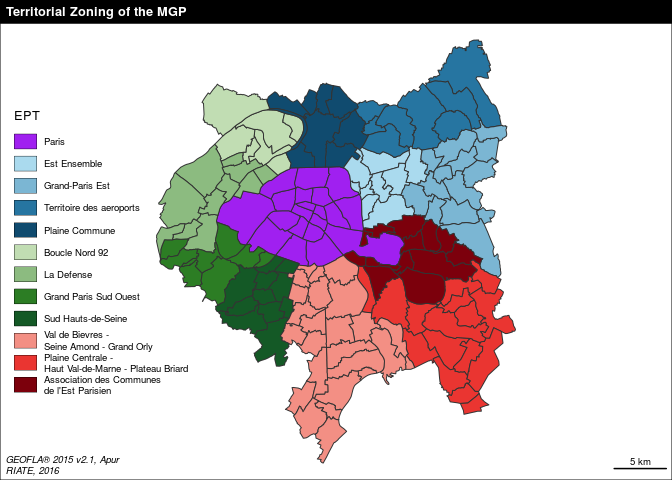 Territorial Zoning of the MGP
EPT
Paris
Est Ensemble
Grand-Paris Est
Territoire des aeroports
Plaine Commune
Boucle Nord 92
La Defense
Grand Paris Sud Ouest
Sud Hauts-de-Seine
Val de Bievres -
Seine Amond - Grand Orly
Plaine Centrale -
Haut Val-de-Marne - Plateau Briard
Association des Communes
de l'Est Parisien
GEOFLA® 2015 v2.1, Apur
RIATE, 2016
5 km